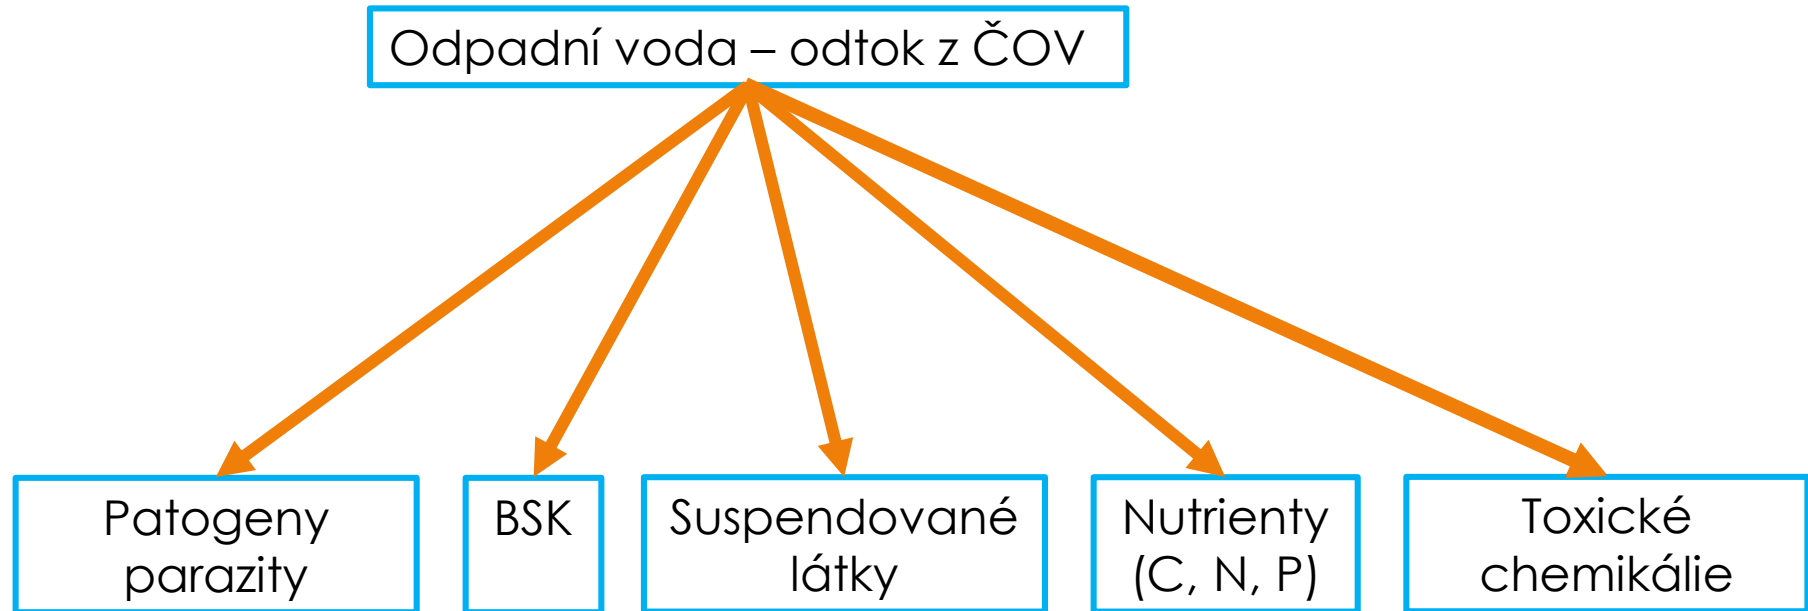 Odpadní voda – odtok z ČOV
Patogeny
parazity
BSK
Suspendované
látky
Nutrienty
(C, N, P)
Toxické
chemikálie